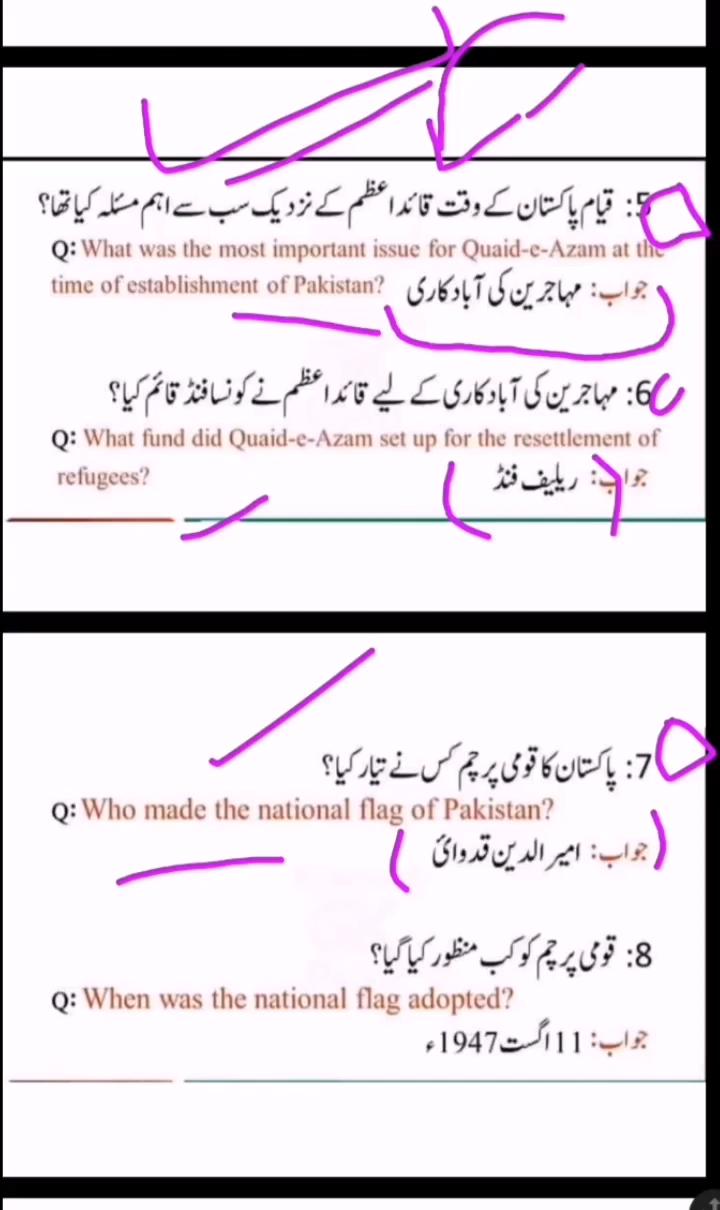 5: قیام پاکستان کے وقت قائداعظم کے نزدیک سب سے اہم مسئلہ کیا تھا؟
Q: What was the most important issue for Quaid-e-Azam at the
time of establishment of Pakistan?
جواب: مہاجرین کی آبادکاری
6: مہاجرین کی آبادکاری کے لیے قائداعظم نے کونسا فنڈ قائم کیا؟
Q: What fund did Quaid-e-Azam set up for the resettlement of
refugees?
جواب: ریلیف فنڈ
7: پاکستان کا قومی پرچم کس نے تیار کیا؟
Q: Who made the national flag of Pakistan?
جواب: امیر الدین قدوائ
8: قومی پرچم کو کب منظور کیا گیا؟
Q: When was the national flag adopted?
جواب: 11 اگست 1947ء